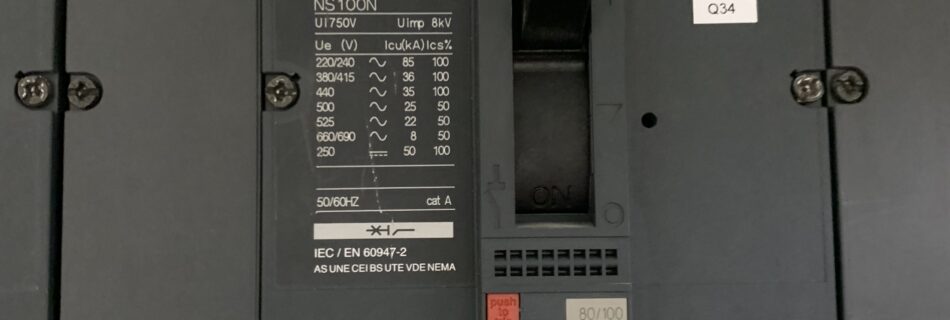 NS100N
Ui750V Uimp 8kV
Ue (V) Icu(kA) Ics%
220/240 85 100
380/415 36 100
440 35 100
500 25 50
525 22 50
660/690 8 50
250 50 100
50/60HZ cat A
IEC / EN 60947-2
AS UNE CEI BS UTE VDE NEMA
Q34
ON
O
push
to
80/100